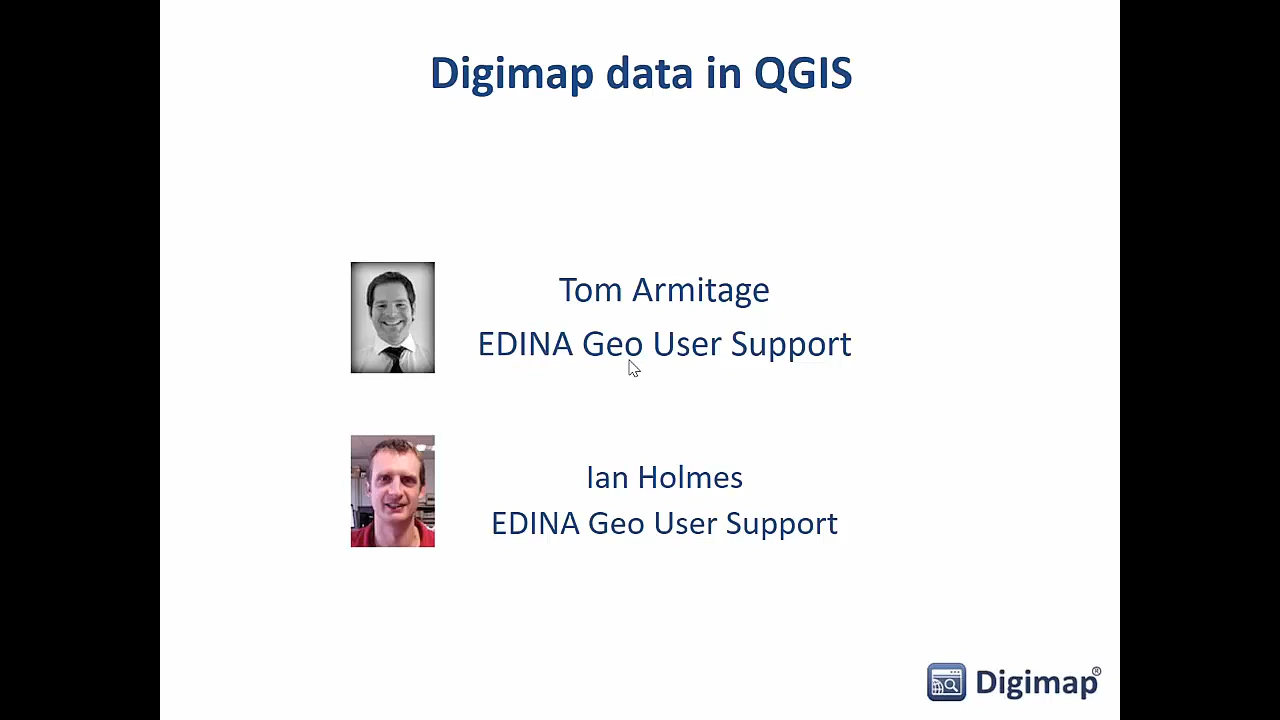 Digimap data in QGIS
Tom Armitage
EDINA Geo User Support
Ian Holmes
EDINA Geo User Support
Digimap®